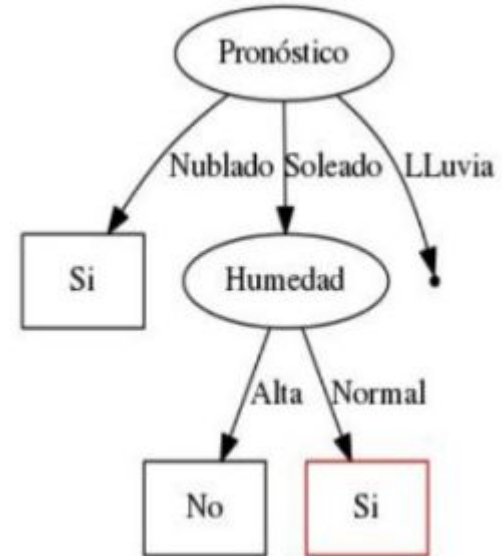 Pronóstico
Nublado Soleado LLuvia
Si Humedad
Alta Normal
No Si